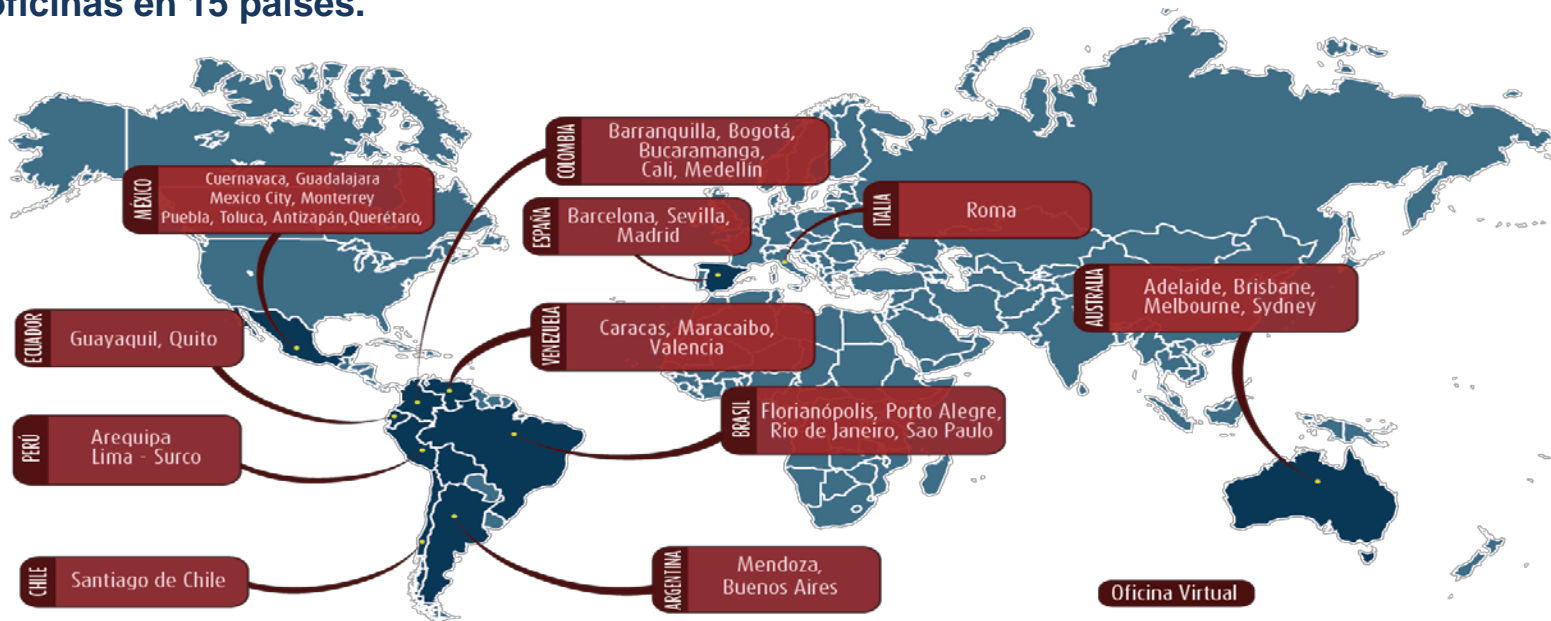 oficinas en 15 países.
COLOMBIA
Barranquilla, Bogotá,
Bucaramanga,
Cali, Medellín
MÉXICO
Cuernavaca, Guadalajara
Mexico City, Monterrey
Puebla, Toluca, Antizapán,Querétaro,
ESPAÑA
Barcelona, Sevilla,
Madrid
ITALIA
Roma
AUSTRALIA
Adelaide, Brisbane,
Melbourne, Sydney
ECUADOR
Guayaquil, Quito
VENEZUELA
Caracas, Maracaibo,
Valencia
BRASIL
Florianópolis, Porto Alegre,
Rio de Janeiro, Sao Paulo
PERÚ
Arequipa
Lima - Surco
CHILE
Santiago de Chile
ARGENTINA
Mendoza,
Buenos Aires
Oficina Virtual